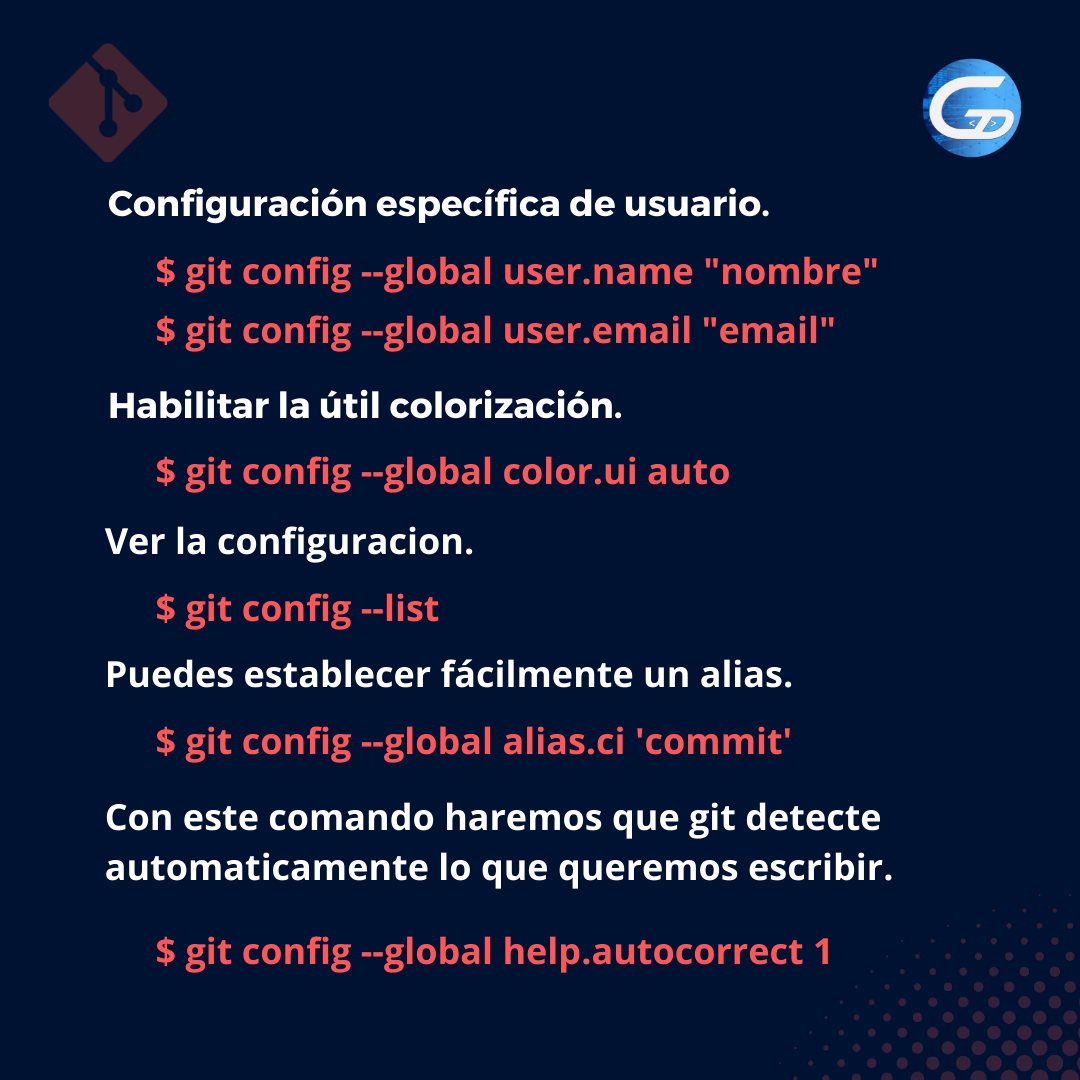 Configuración específica de usuario.
$ git config --global user.name "nombre"
$ git config --global user.email "email"
Habilitar la útil colorización.
$ git config --global color.ui auto
Ver la configuracion.
$ git config --list
Puedes establecer fácilmente un alias.
$ git config --global alias.ci 'commit'
Con este comando haremos que git detecte
automaticamente lo que queremos escribir.
$ git config --global help.autocorrect 1